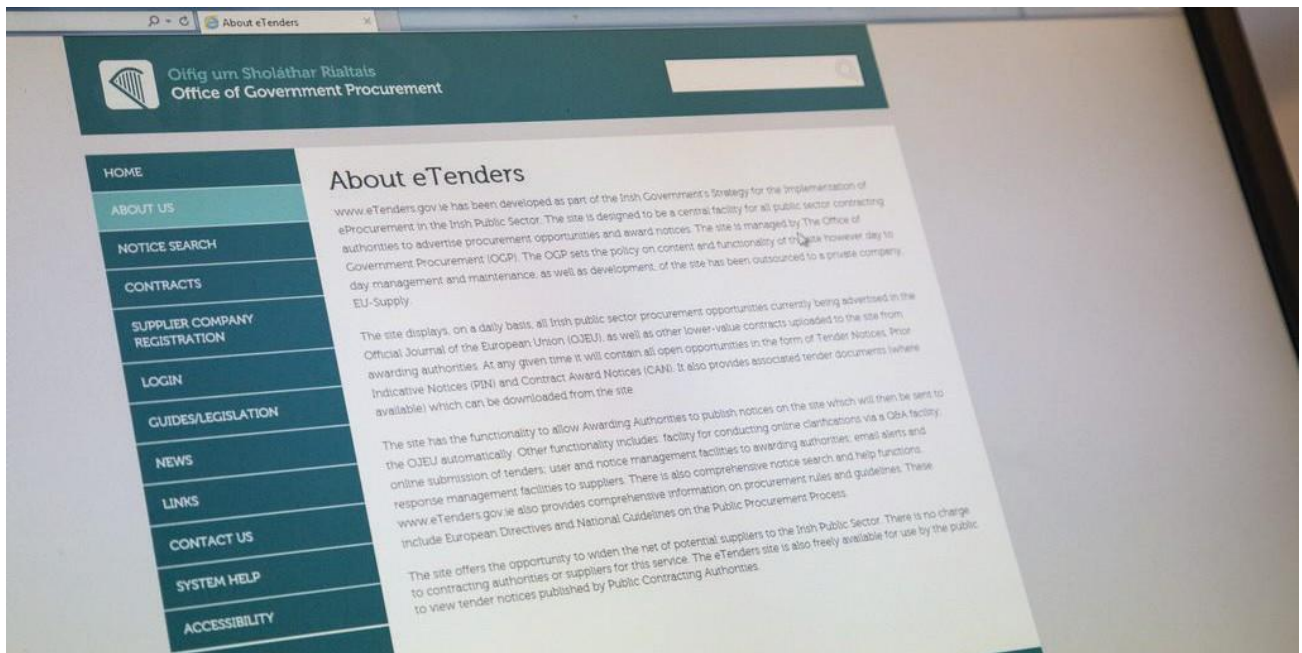 About eTenders
Oifig um Sholáthar Rialtais
Office of Government Procurement
HOME
ABOUT US
NOTICE SEARCH
CONTRACTS
SUPPLIER COMPANY
REGISTRATION
LOGIN
GUIDES/LEGISLATION
NEWS
LINKS
CONTACT US
SYSTEM HELP
ACCESSIBILITY
About eTenders
www.eTenders.gov.ie has been developed as part of the Irish Government's Strategy for the Implementation of
eProcurement in the Irish Public Sector. The site is designed to be a central facility for all public sector contracting
authorities to advertise procurement opportunities and award notices. The site is managed by The Office of
Government Procurement (OGP). The OGP sets the policy on content and functionality of the site however day to
day management and maintenance, as well as development, of the site has been outsourced to a private company,
EU-Supply.
The site displays, on a daily basis, all Irish public sector procurement opportunities currently being advertised in the
Official Journal of the European Union (OJEU), as well as other lower-value contracts uploaded to the site from
awarding authorities. At any given time it will contain all open opportunities in the form of Tender Notices, Prior
Indicative Notices (PIN) and Contract Award Notices (CAN). It also provides associated tender documents (where
available) which can be downloaded from the site.
The site has the functionality to allow Awarding Authorities to publish notices on the site which will then be sent to
the OJEU automatically. Other functionality includes: facility for conducting online clarifications via a Q&A facility,
online submission of tenders; user and notice management facilities to awarding authorities; email alerts and
response management facilities to suppliers. There is also comprehensive notice search and help functions.
www.eTenders.gov.ie also provides comprehensive information on procurement rules and guidelines. These
include European Directives and National Guidelines on the Public Procurement Process.
The site offers the opportunity to widen the net of potential suppliers to the Irish Public Sector. There is no charge
to contracting authorities or suppliers for this service. The eTenders site is also freely available for use by the public
to view tender notices published by Public Contracting Authorities.